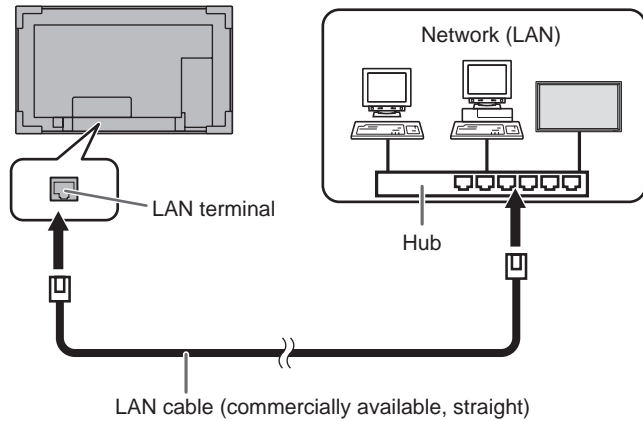 Network (LAN)
LAN terminal
Hub
LAN cable (commercially available, straight)